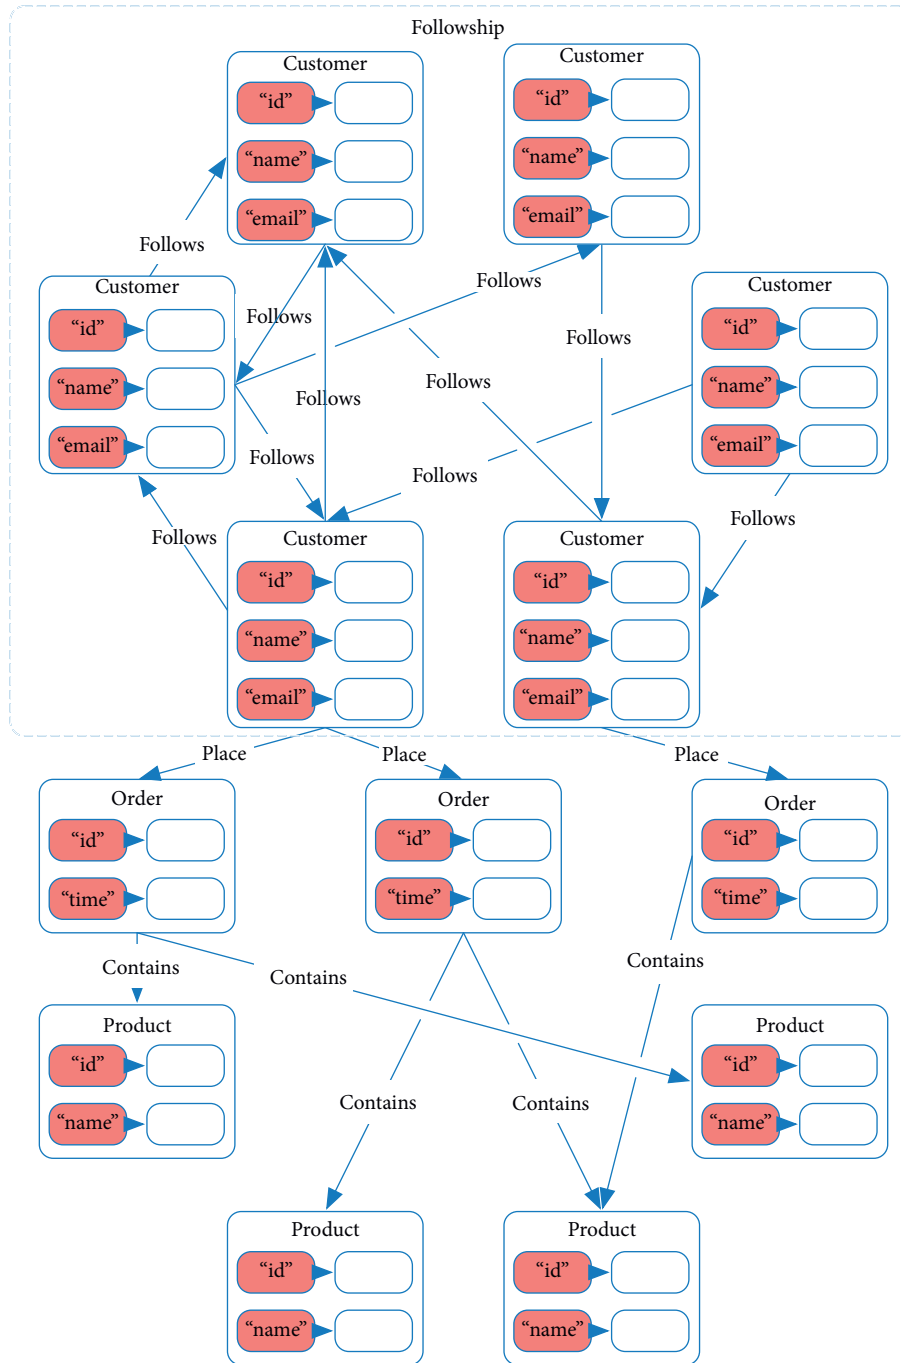 Followship
Customer
“id”
“name”
“email”
Customer
“id”
“name”
“email”
Follows
Follows
Follows
Follows
Follows
Follows
Follows
Follows
Follows
Follows
Customer
“id”
“name”
“email”
Customer
“id”
“name”
“email”
Customer
“id”
“name”
“email”
Customer
“id”
“name”
“email”
Place
Place
Place
Order
“id”
“time”
Order
“id”
“time”
Order
“id”
“time”
Contains
Contains
Contains
Product
“id”
“name”
Product
“id”
“name”
Contains
Contains
Product
“id”
“name”
Product
“id”
“name”